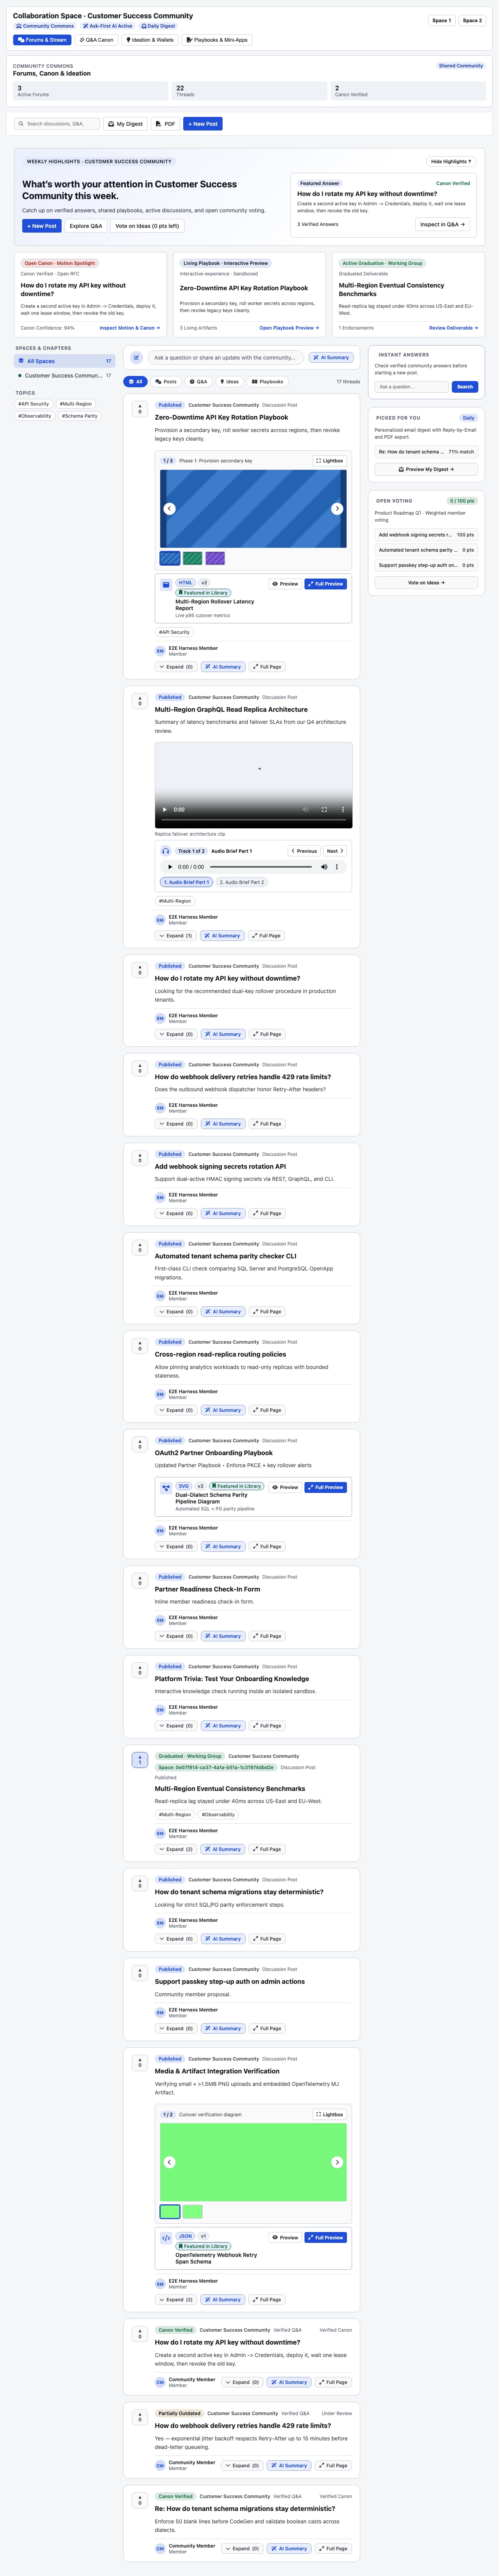 Collaboration Space · Customer Success Community
Community Commons Ask-First AI Active Daily Digest
Space 1 Space 2
Forums & Stream Q&A Canon Ideation & Wallets Playbooks & Mini-Apps
COMMUNITY COMMONS
Shared Community
Forums, Canon & Ideation
3
Active Forums
22
Threads
2
Canon Verified
Search discussions, Q&A, My Digest PDF + New Post
WEEKLY HIGHLIGHTS · CUSTOMER SUCCESS COMMUNITY
Hide Highlights ↑
What's worth your attention in Customer Success
Community this week.
Catch up on verified answers, shared playbooks, active discussions, and open community voting.
+ New Post Explore Q&A Vote on Ideas (0 pts left)
Featured Answer Canon Verified
How do I rotate my API key without downtime?
Create a second active key in Admin -> Credentials, deploy it, wait one lease
window, then revoke the old key.
3 Verified Answers Inspect in Q&A →
Open Canon · Motion Spotlight
Canon Verified · Open RFC
How do I rotate my API key without
downtime?
Create a second active key in Admin -> Credentials, deploy it,
wait one lease window, then revoke the old key.
Canon Confidence: 94% Inspect Motion & Canon →
Living Playbook · Interactive Preview
interactive-experience · Sandboxed
Zero-Downtime API Key Rotation Playbook
Provision a secondary key, roll worker secrets across regions,
then revoke legacy keys cleanly.
3 Living Artifacts Open Playbook Preview →
Active Graduation · Working Group
Graduated Deliverable
Multi-Region Eventual Consistency
Benchmarks
Read-replica lag stayed under 40ms across US-East and EU-
West.
1 Endorsements Review Deliverable →
SPACES & CHAPTERS
All Spaces 17
Customer Success Commun... 17
TOPICS
#API Security #Multi-Region
#Observability #Schema Parity
Ask a question or share an update with the community... AI Summary
All Posts Q&A Ideas Playbooks 17 threads
INSTANT ANSWERS
Check verified community answers before
starting a new post.
Ask a question... Search
PICKED FOR YOU Daily
Personalized email digest with Reply-by-Email
and PDF export.
Re: How do tenant schema ... 71% match
Preview My Digest →
OPEN VOTING 0 / 100 pts
Product Roadmap Q1 · Weighted member
voting
Add webhook signing secrets r... 100 pts
Automated tenant schema parity ... 0 pts
Support passkey step-up auth on... 0 pts
Vote on Ideas →
▲
0
Published Customer Success Community Discussion Post
Zero-Downtime API Key Rotation Playbook
Provision a secondary key, roll worker secrets across regions, then revoke
legacy keys cleanly.
1 / 3 Phase 1: Provision secondary key Lightbox
HTML v2 Preview Full Preview
Featured in Library
Multi-Region Rollover Latency
Report
Live p95 cutover metrics
#API Security
EM E2E Harness Member
Member
Expand (0) AI Summary Full Page
▲
0
Published Customer Success Community Discussion Post
Multi-Region GraphQL Read Replica Architecture
Summary of latency benchmarks and failover SLAs from our Q4 architecture
review.
0:00
Replica failover architecture clip
Track 1 of 2 Audio Brief Part 1 Previous Next
0:00 / 0:00
1. Audio Brief Part 1 2. Audio Brief Part 2
#Multi-Region
EM E2E Harness Member
Member
Expand (1) AI Summary Full Page
▲
0
Published Customer Success Community Discussion Post
How do I rotate my API key without downtime?
Looking for the recommended dual-key rollover procedure in production
tenants.
EM E2E Harness Member
Member
Expand (0) AI Summary Full Page
▲
0
Published Customer Success Community Discussion Post
How do webhook delivery retries handle 429 rate limits?
Does the outbound webhook dispatcher honor Retry-After headers?
EM E2E Harness Member
Member
Expand (0) AI Summary Full Page
▲
0
Published Customer Success Community Discussion Post
Add webhook signing secrets rotation API
Support dual-active HMAC signing secrets via REST, GraphQL, and CLI.
EM E2E Harness Member
Member
Expand (0) AI Summary Full Page
▲
0
Published Customer Success Community Discussion Post
Automated tenant schema parity checker CLI
First-class CLI check comparing SQL Server and PostgreSQL OpenApp
migrations.
EM E2E Harness Member
Member
Expand (0) AI Summary Full Page
▲
0
Published Customer Success Community Discussion Post
Cross-region read-replica routing policies
Allow pinning analytics workloads to read-only replicas with bounded
staleness.
EM E2E Harness Member
Member
Expand (0) AI Summary Full Page
▲
0
Published Customer Success Community Discussion Post
OAuth2 Partner Onboarding Playbook
Updated Partner Playbook - Enforce PKCE + key rollover alerts
SVG v3 Featured in Library Preview Full Preview
Dual-Dialect Schema Parity
Pipeline Diagram
Automated SQL + PG parity pipeline
EM E2E Harness Member
Member
Expand (0) AI Summary Full Page
▲
0
Published Customer Success Community Discussion Post
Partner Readiness Check-In Form
Inline member readiness check-in form.
EM E2E Harness Member
Member
Expand (0) AI Summary Full Page
▲
0
Published Customer Success Community Discussion Post
Platform Trivia: Test Your Onboarding Knowledge
Interactive knowledge check running inside an isolated sandbox.
EM E2E Harness Member
Member
Expand (0) AI Summary Full Page
▲
1
Graduated · Working Group Customer Success Community
Discussion Post
Published
Multi-Region Eventual Consistency Benchmarks
Read-replica lag stayed under 40ms across US-East and EU-West.
#Multi-Region #Observability
EM E2E Harness Member
Member
Expand (2) AI Summary Full Page
▲
0
Published Customer Success Community Discussion Post
How do tenant schema migrations stay deterministic?
Looking for strict SQL/PG parity enforcement steps.
EM E2E Harness Member
Member
Expand (0) AI Summary Full Page
▲
0
Published Customer Success Community Discussion Post
Support passkey step-up auth on admin actions
Community member proposal.
EM E2E Harness Member
Member
Expand (0) AI Summary Full Page
▲
0
Published Customer Success Community Discussion Post
Media & Artifact Integration Verification
Verifying small + >1.5MB PNG uploads and embedded OpenTelemetry MJ
Artifact.
1 / 2 Cutover verification diagram Lightbox
JSON v1 Preview Full Preview
Featured in Library
OpenTelemetry Webhook Retry
Span Schema
EM E2E Harness Member
Member
Expand (2) AI Summary Full Page
▲
0
Canon Verified Customer Success Community Verified Q&A Verified Canon
How do I rotate my API key without downtime?
Create a second active key in Admin -> Credentials, deploy it, wait one lease
window, then revoke the old key.
CM Community Member
Member
Expand (0) AI Summary Full Page
▲
0
Partially Outdated Customer Success Community Verified Q&A Under Review
How do webhook delivery retries handle 429 rate limits?
Yes — exponential jitter backoff respects Retry-After up to 15 minutes before
dead-letter queueing.
CM Community Member
Member
Expand (0) AI Summary Full Page
▲
0
Canon Verified Customer Success Community Verified Q&A Verified Canon
Re: How do tenant schema migrations stay deterministic?
Enforce 50 blank lines before CodeGen and validate boolean casts across
dialects.
CM Community Member
Member
Expand (0) AI Summary Full Page